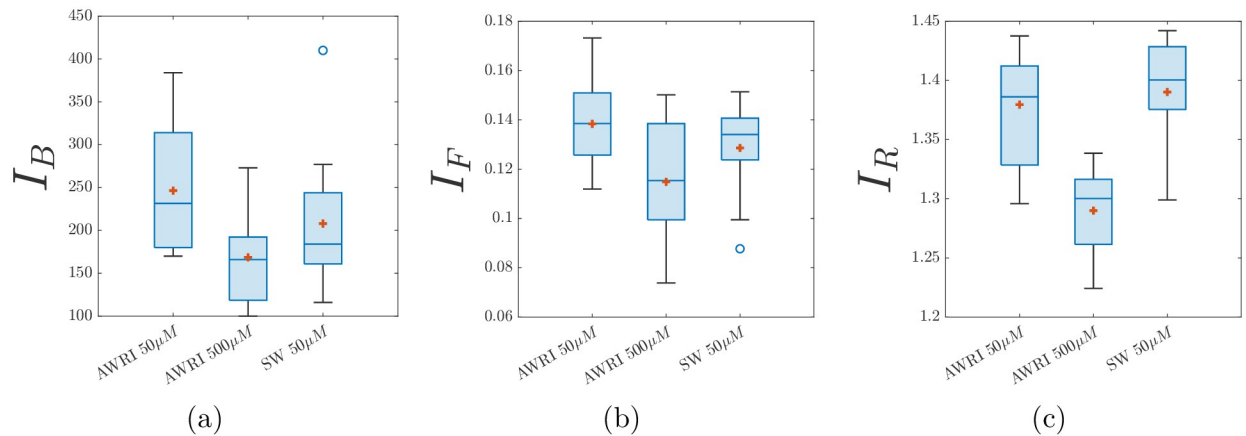 450
400
350
300
250
200
150
100
I_B
AWRI 50μM
AWRI 500μM
SW 50μM
(a)
0.18
0.16
0.14
0.12
0.1
0.08
0.06
I_F
AWRI 50μM
AWRI 500μM
SW 50μM
(b)
1.45
1.4
1.35
1.3
1.25
1.2
I_R
AWRI 50μM
AWRI 500μM
SW 50μM
(c)